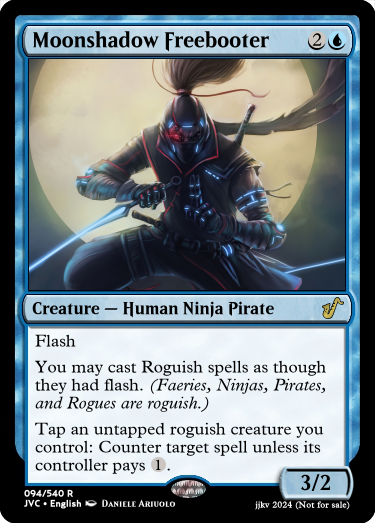 Moonshadow Freebooter 2
Creature — Human Ninja Pirate
Flash
You may cast Roguish spells as though
they had flash. (Faeries, Ninjas, Pirates,
and Rogues are roguish.)
Tap an untapped roguish creature you
control: Counter target spell unless its
controller pays 1.
3/2
094/540 R
JVC • English Daniele Ariuolo
jjkv 2024 (Not for sale)